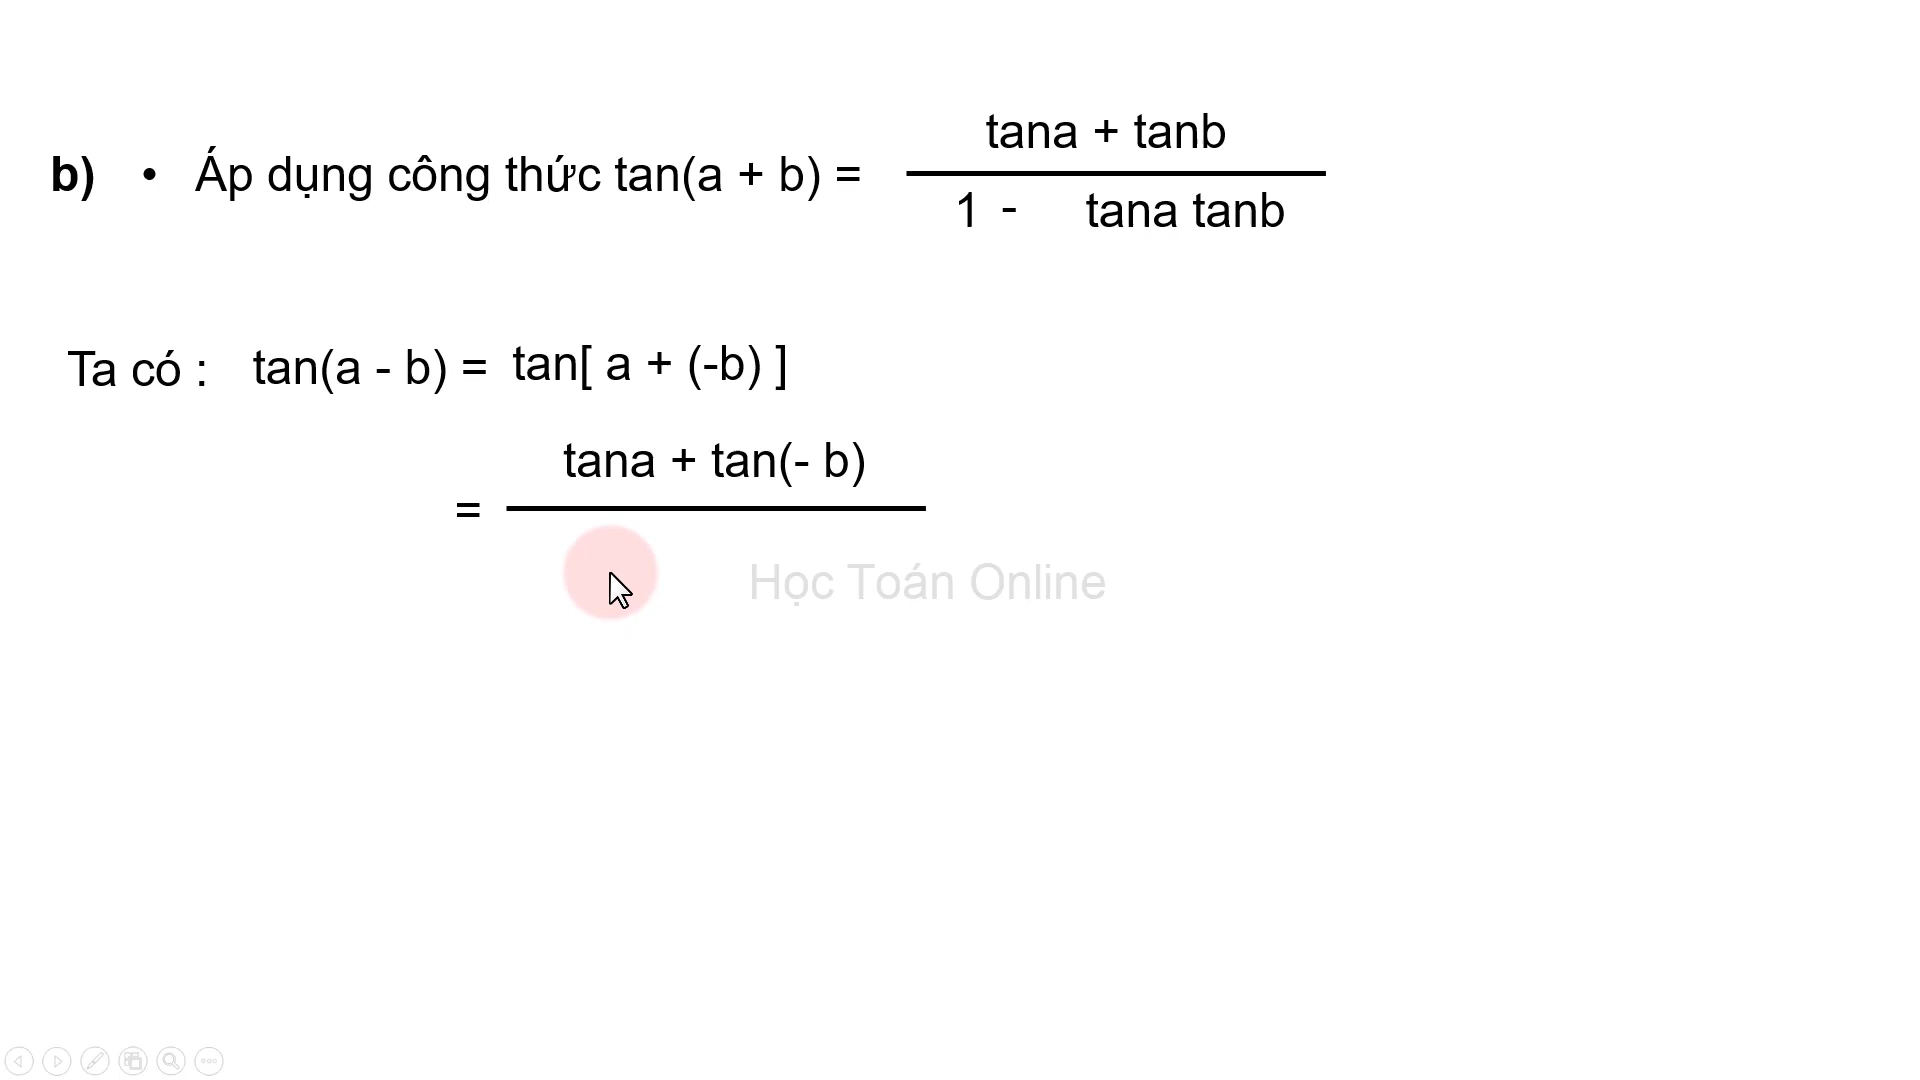 b) • Áp dụng công thức tan(a + b) =
tana + tanb
1 - tana tanb
Ta có : tan(a - b) = tan[ a + (-b) ]
tana + tan(- b)
=
Học Toán Online